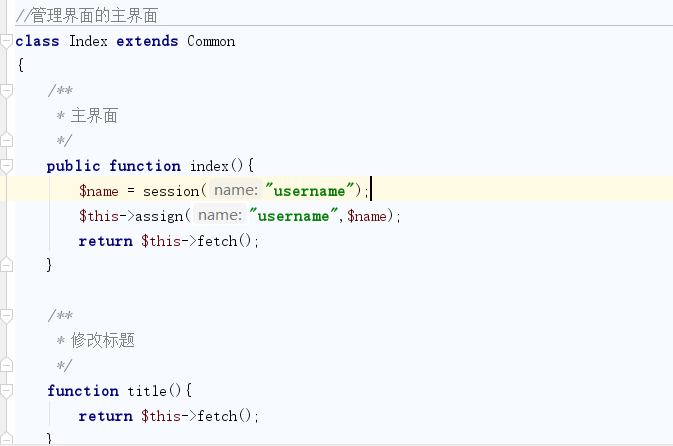 //管理界面的主界面
class Index extends Common
{
/**
* 主界面
*/
public function index(){
$name = session( name: "username");
$this->assign( name: "username",$name);
return $this->fetch();
}
/**
* 修改标题
*/
function title(){
return $this->fetch();
}